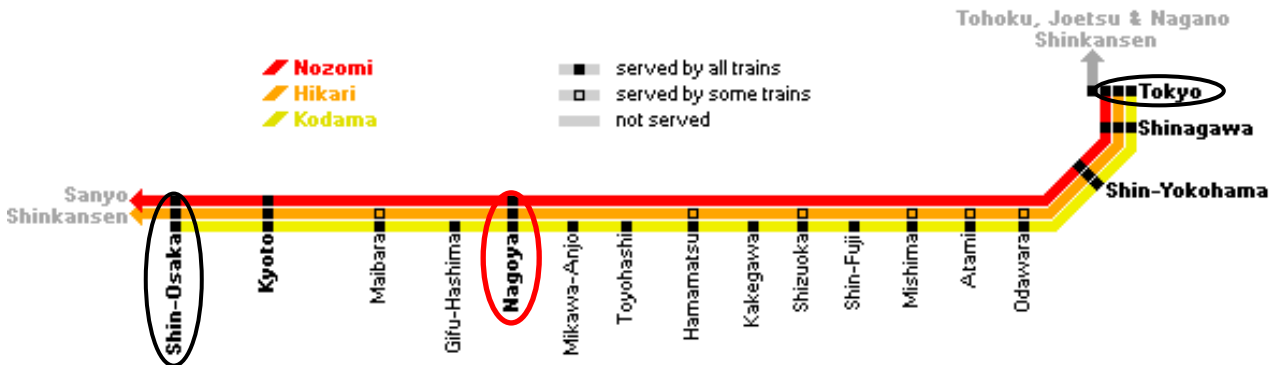 Tohoku, Joetsu & Nagano
Shinkansen
Nozomi
served by all trains
Hikari
served by some trains
Kodama
not served
Tokyo
Shinagawa
Shin-Yokohama
Sanyo
Shinkansen
Shin-Osaka
Kyoto
Maibara
Gifu-Hashima
Nagoya
Mikawa-Anjo
Toyohashi
Hamamatsu
Kakegawa
Shizuoka
Shin-Fuji
Mishima
Atami
Odawara